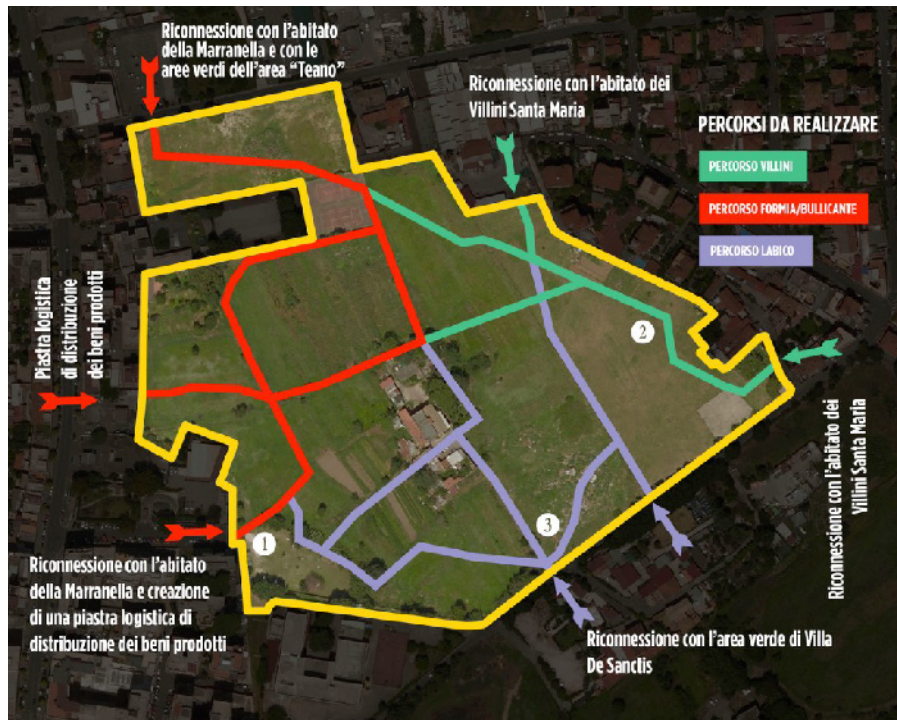 Riconnessione con l'abitato
della Marranella e con le
aree verdi dell'area "Teano"
Riconnessione con l'abitato dei
Villini Santa Maria
PERCORSI DA REALIZZARE
PERCORSO VILLINI
PERCORSO FORMIA/BULLICANTE
PERCORSO LABICO
Piastra logistica
di distribuzione
dei beni prodotti
2
Riconnessione con l'abitato dei
Villini Santa Maria
1
3
Riconnessione con l'abitato
della Marranella e creazione
di una piastra logistica di
distribuzione dei beni prodotti
Riconnessione con l'area verde di Villa
De Sanctis